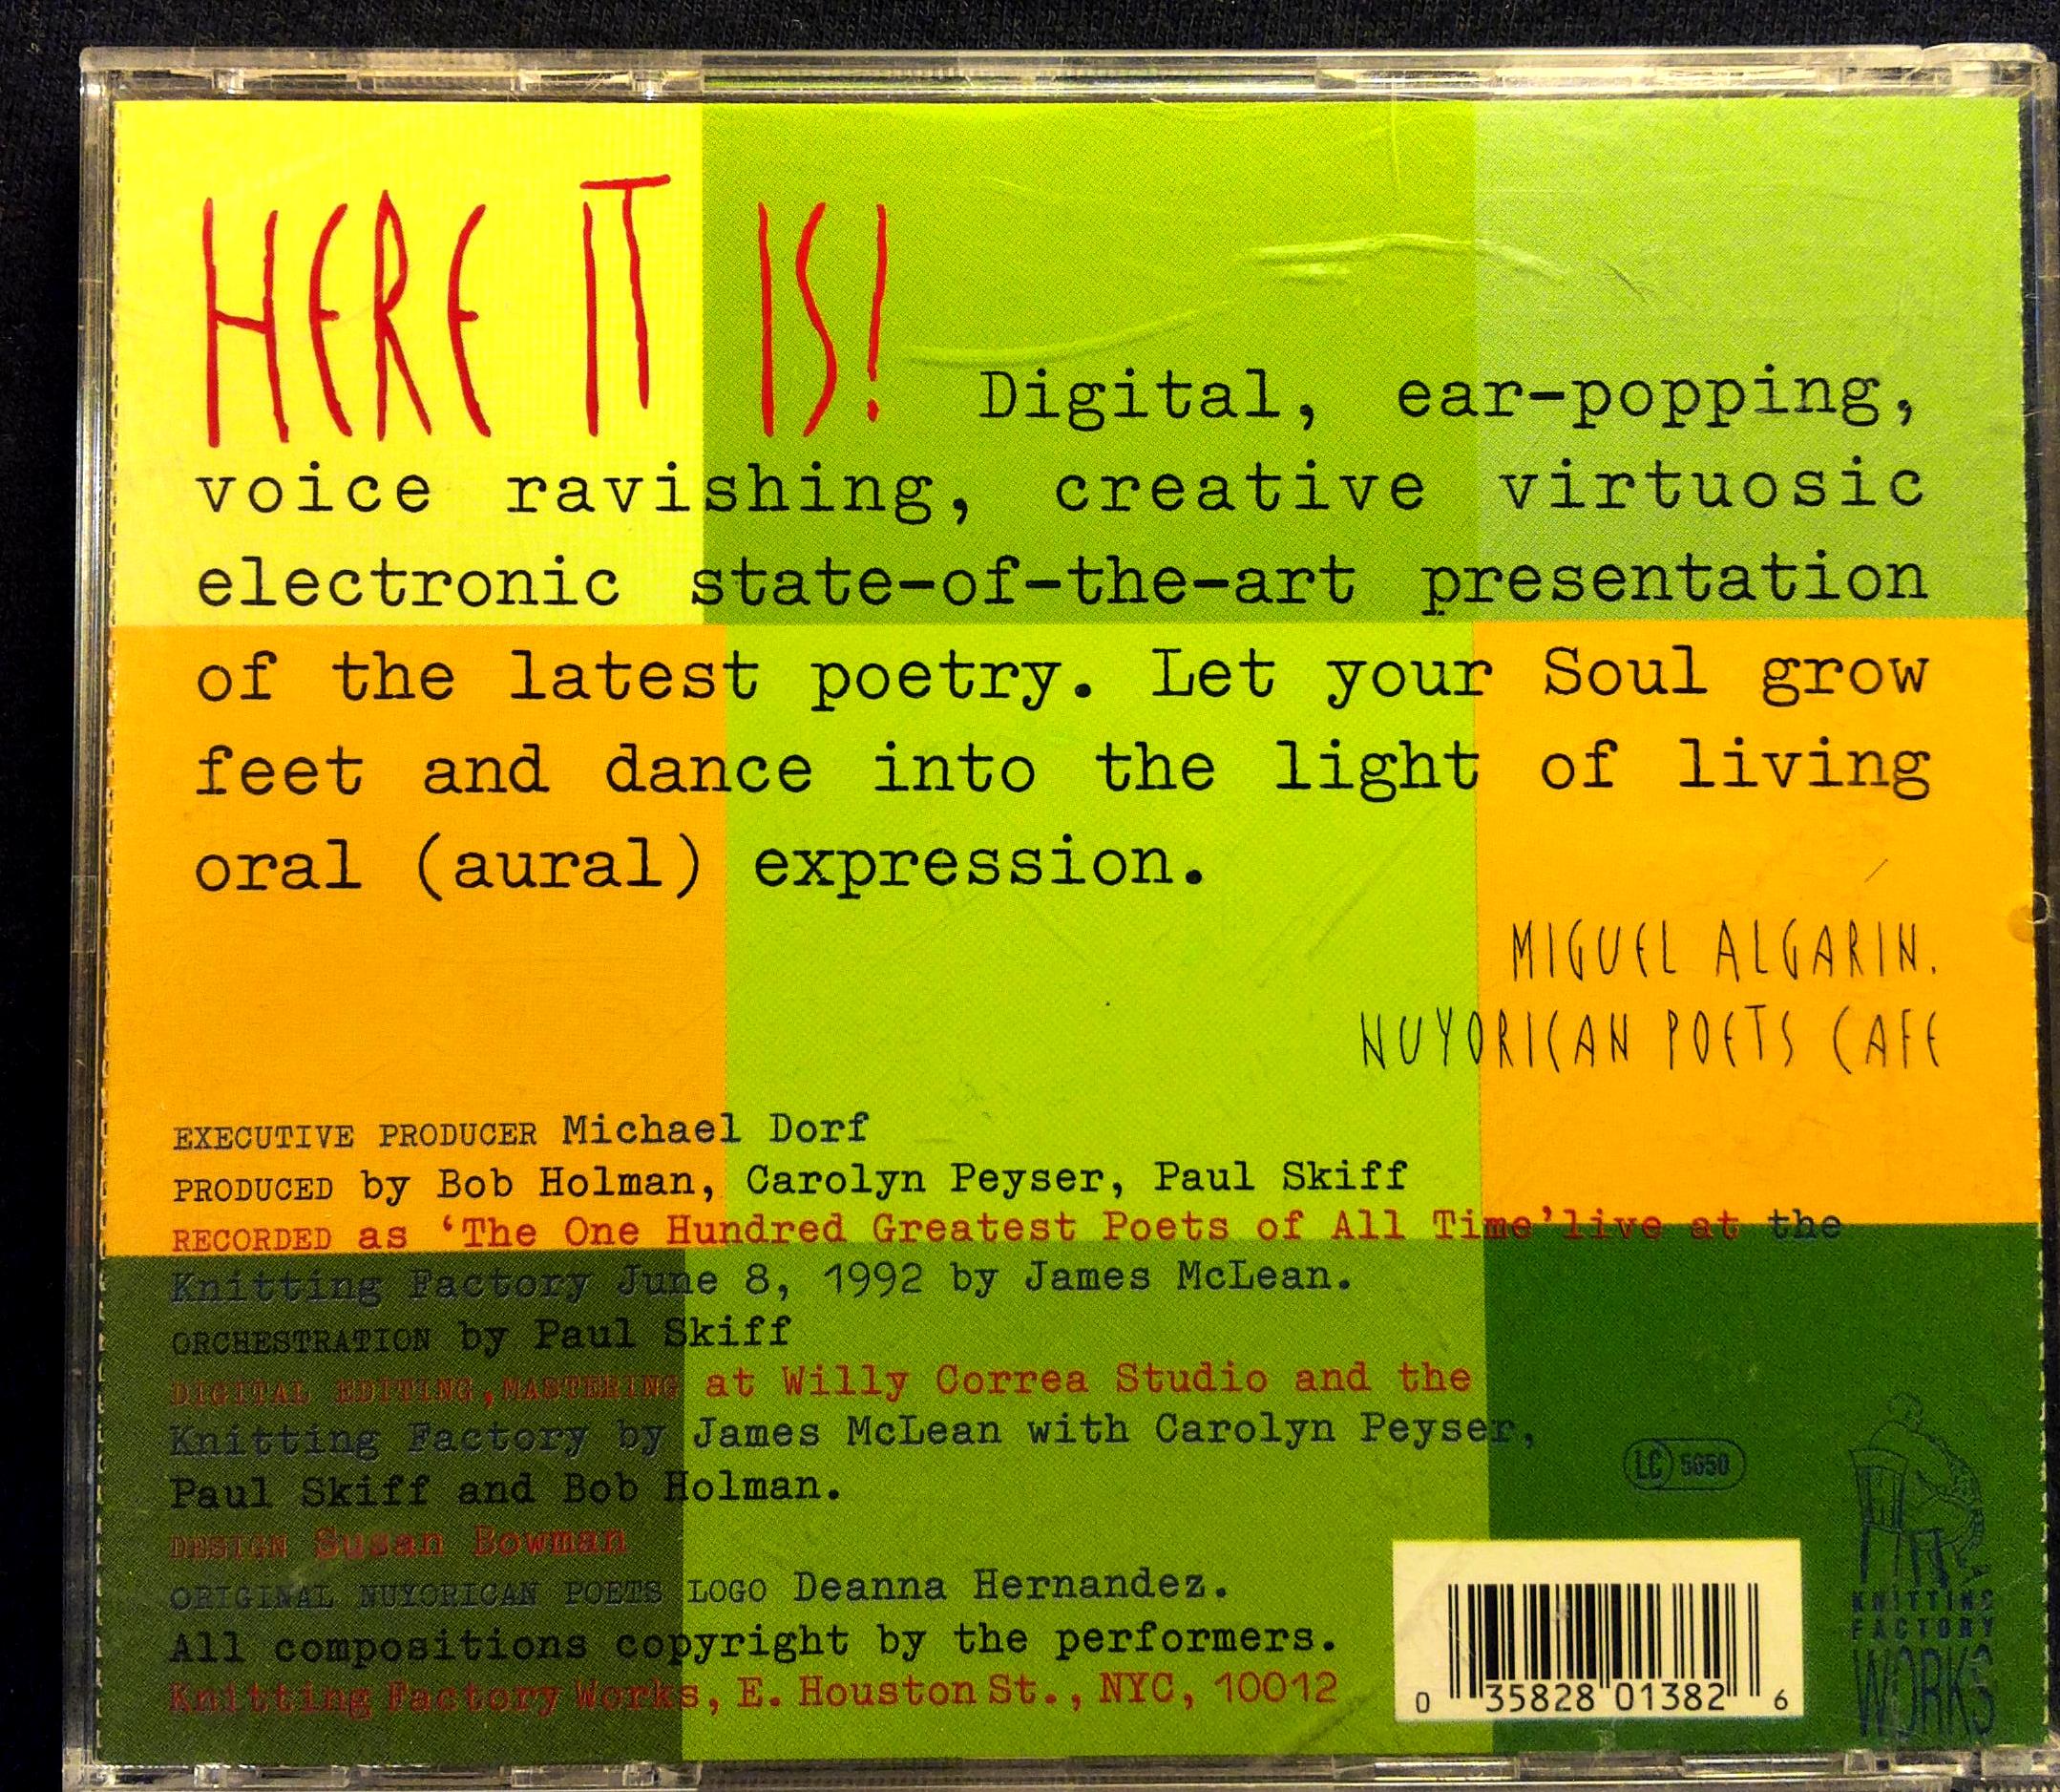 HERE IT IS! Digital, ear-popping,
voice ravishing, creative virtuosic
electronic state-of-the-art presentation
of the latest poetry. Let your Soul grow
feet and dance into the light of living
oral (aural) expression.
MIGUEL ALGARIN.
NUYORICAN POETS CAFE
EXECUTIVE PRODUCER Michael Dorf
PRODUCED by Bob Holman, Carolyn Peyser, Paul Skiff
RECORDED as ‘The One Hundred Greatest Poets of All Time’live at the
Knitting Factory June 8, 1992 by James McLean.
ORCHESTRATION by Paul Skiff
DIGITAL EDITING,MASTERING at Willy Correa Studio and the
Knitting Factory by James McLean with Carolyn Peyser,
Paul Skiff and Bob Holman.
DESIGN Susan Bowman
ORIGINAL NUYORICAN POETS LOGO Deanna Hernandez.
All compositions copyright by the performers.
Knitting Factory Works, E. Houston St., NYC, 10012
LC 5650
0 35828 01382 6
KNITTING
FACTORY
WORKS